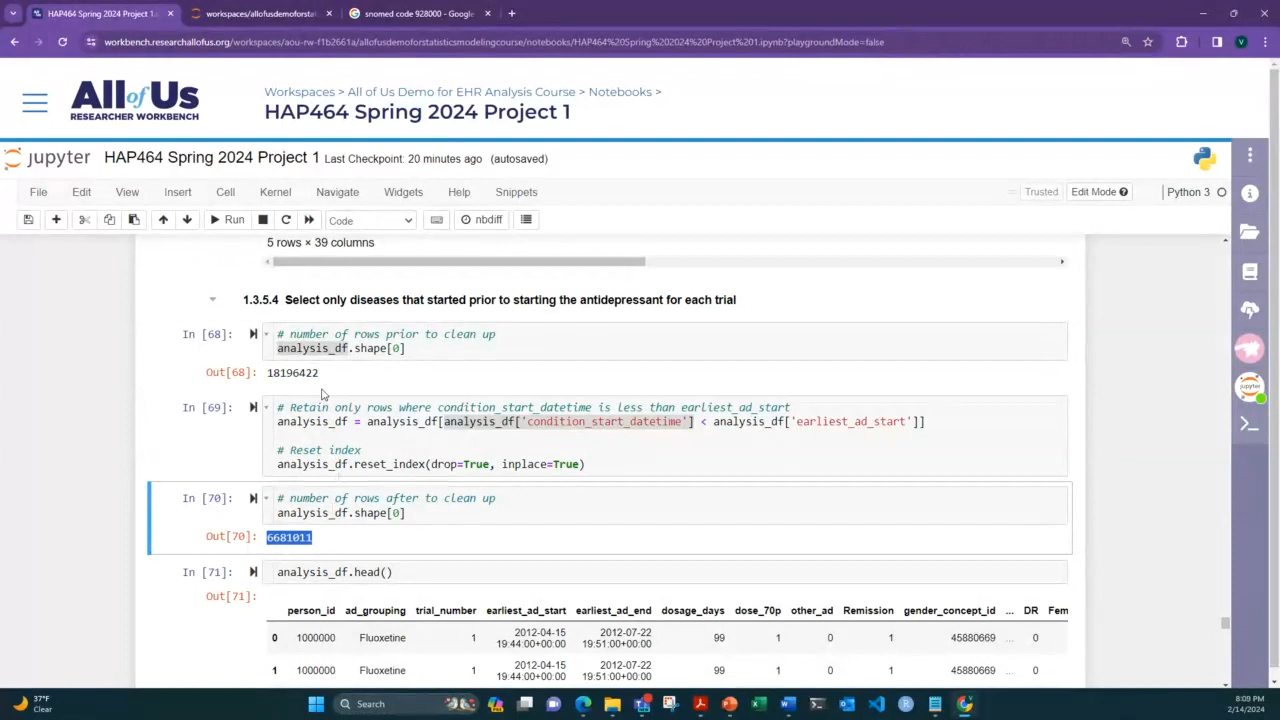 HAP464 Spring 2024 Project 1.
workspaces/allofusdemoforstati
snomed code 928000 - Google
workbench.researchallofus.org/workspaces/aou-rw-f1b2661a/allofusdemoforstatisticsmodelingcourse/notebooks/HAP464%20Spring%202024%20Project%201.ipynb?playgroundMode=false
V
All of Us
RESEARCHER WORKBENCH
Workspaces > All of Us Demo for EHR Analysis Course > Notebooks >
HAP464 Spring 2024 Project 1
jupyter HAP464 Spring 2024 Project 1 Last Checkpoint: 20 minutes ago (autosaved)
File Edit View Insert Cell Kernel Navigate Widgets Help Snippets
Trusted Edit Mode Python 3
Run Code nbdiff
5 rows × 39 columns
1.3.5.4 Select only diseases that started prior to starting the antidepressant for each trial
In [68]: # number of rows prior to clean up
analysis_df.shape[0]
Out[68]: 18196422
In [69]: # Retain only rows where condition_start_datetime is less than earliest_ad_start
analysis_df = analysis_df[analysis_df['condition_start_datetime'] < analysis_df['earliest_ad_start']]
# Reset index
analysis_df.reset_index(drop=True, inplace=True)
In [70]: # number of rows after to clean up
analysis_df.shape[0]
Out[70]: 6681011
In [71]: analysis_df.head()
Out[71]:
person_id ad_grouping trial_number earliest_ad_start earliest_ad_end dosage_days dose_70p other_ad Remission gender_concept_id ... DR Fem
0 1000000 Fluoxetine 1 2012-04-15 19:44:00+00:00 2012-07-22 19:51:00+00:00 99 1 0 1 45880669 ... 0
1 1000000 Fluoxetine 1 2012-04-15 19:44:00+00:00 2012-07-22 19:51:00+00:00 99 1 0 1 45880669 ... 0
37°F
Clear
Search
8:09 PM
2/14/2024